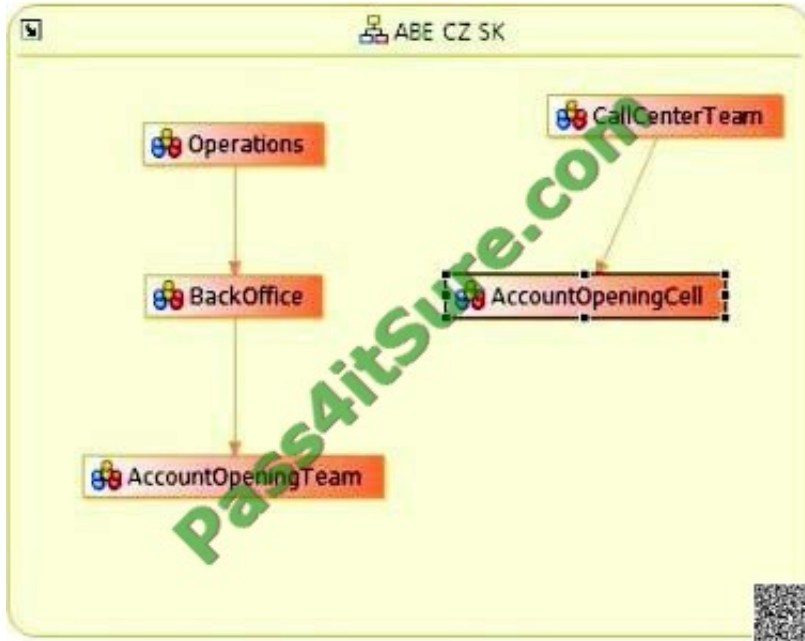 ABE CZ SK
CallCenterTeam
Operations
BackOffice
AccountOpeningCell
AccountOpeningTeam
Pass4itSure.com